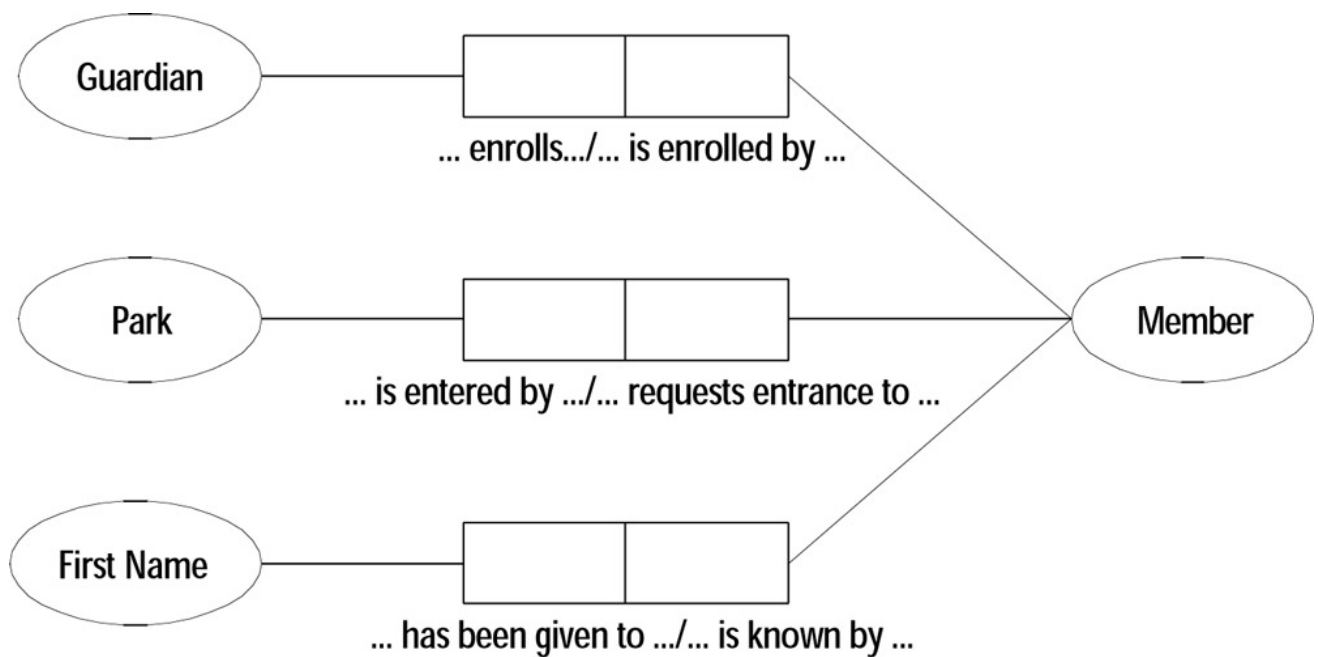 Guardian
... enrolls.../... is enrolled by ...
Park
Member
... is entered by .../... requests entrance to ...
First Name
... has been given to .../... is known by ...